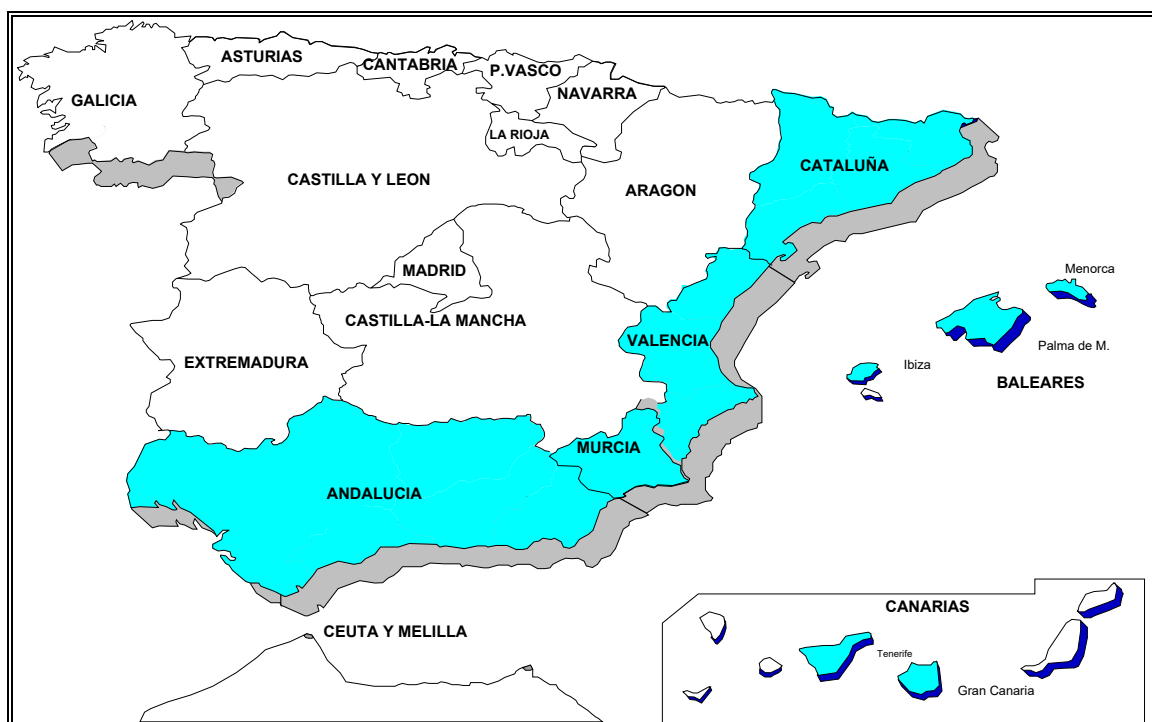 ASTURIAS
CANTABRIA
P.VASCO
NAVARRA
GALICIA
LA RIOJA
CATALUÑA
CASTILLA Y LEON
ARAGON
MADRID
Menorca
CASTILLA-LA MANCHA
VALENCIA
Palma de M.
EXTREMADURA
Ibiza
BALEARES
MURCIA
ANDALUCIA
CANARIAS
CEUTA Y MELILLA
Tenerife
Gran Canaria